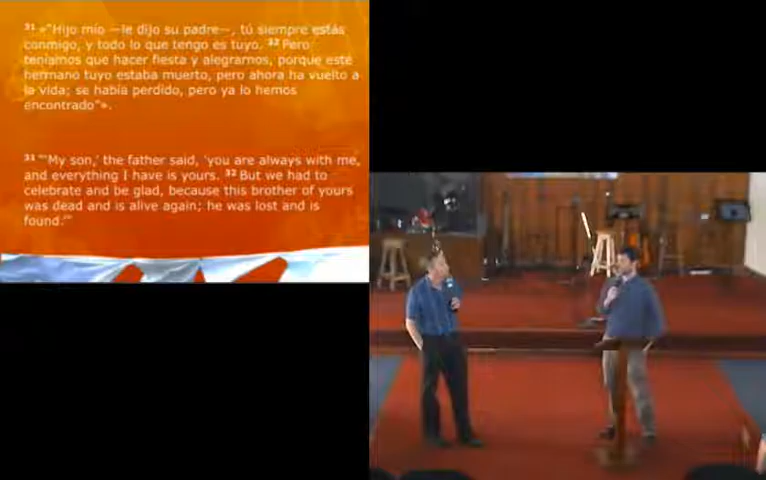 31 «"Hijo mío —le dijo su padre—, tú siempre estás
conmigo, y todo lo que tengo es tuyo. 32 Pero
teníamos que hacer fiesta y alegrarnos, porque este
hermano tuyo estaba muerto, pero ahora ha vuelto a
la vida; se había perdido, pero ya lo hemos
encontrado"».
31 "'My son,' the father said, 'you are always with me,
and everything I have is yours. 32 But we had to
celebrate and be glad, because this brother of yours
was dead and is alive again; he was lost and is
found.'"